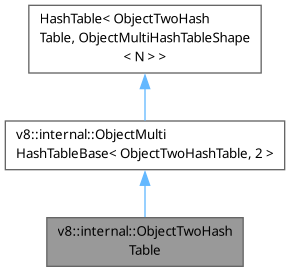 HashTable< ObjectTwoHash
Table, ObjectMultiHashTableShape
< N > >
v8::internal::ObjectMulti
HashTableBase< ObjectTwoHashTable, 2 >
v8::internal::ObjectTwoHash
Table